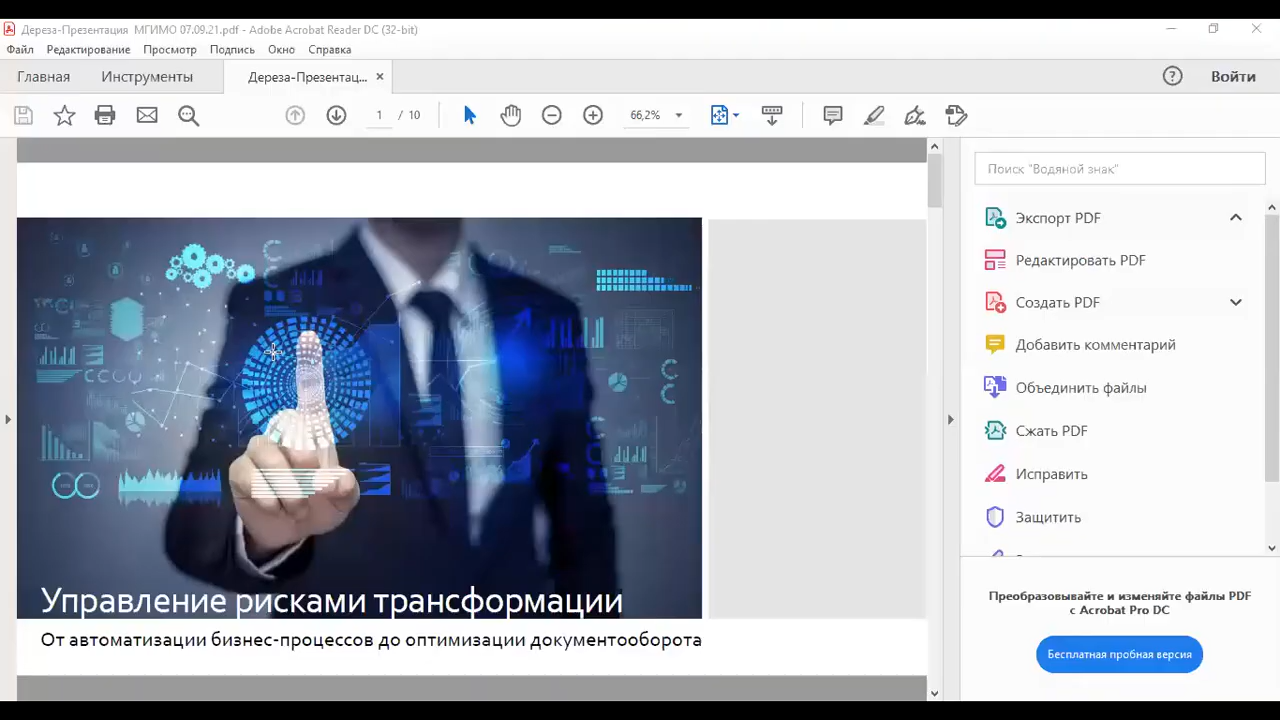 Дереза-Презентация МГИМО 07.09.21.pdf - Adobe Acrobat Reader DC (32-bit)
Файл Редактирование Просмотр Подпись Окно Справка
Главная Инструменты Дереза-Презентац... × Войти
1 / 10 66,2%
Поиск "Водяной знак"
Экспорт PDF
Редактировать PDF
Создать PDF
Добавить комментарий
Объединить файлы
Сжать PDF
Исправить
Защитить
Преобразовывайте и изменяйте файлы PDF
с Acrobat Pro DC
Бесплатная пробная версия
Управление рисками трансформации
От автоматизации бизнес-процессов до оптимизации документооборота